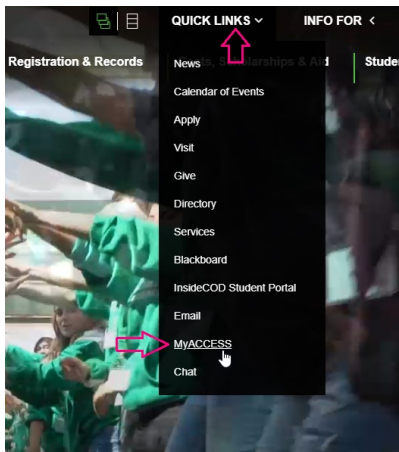 QUICK LINKS
INFO FOR
Registration & Records
Costs, Scholarships & Aid
News
Calendar of Events
Apply
Visit
Give
Directory
Services
Blackboard
InsideCOD Student Portal
Email
MyACCESS
Chat